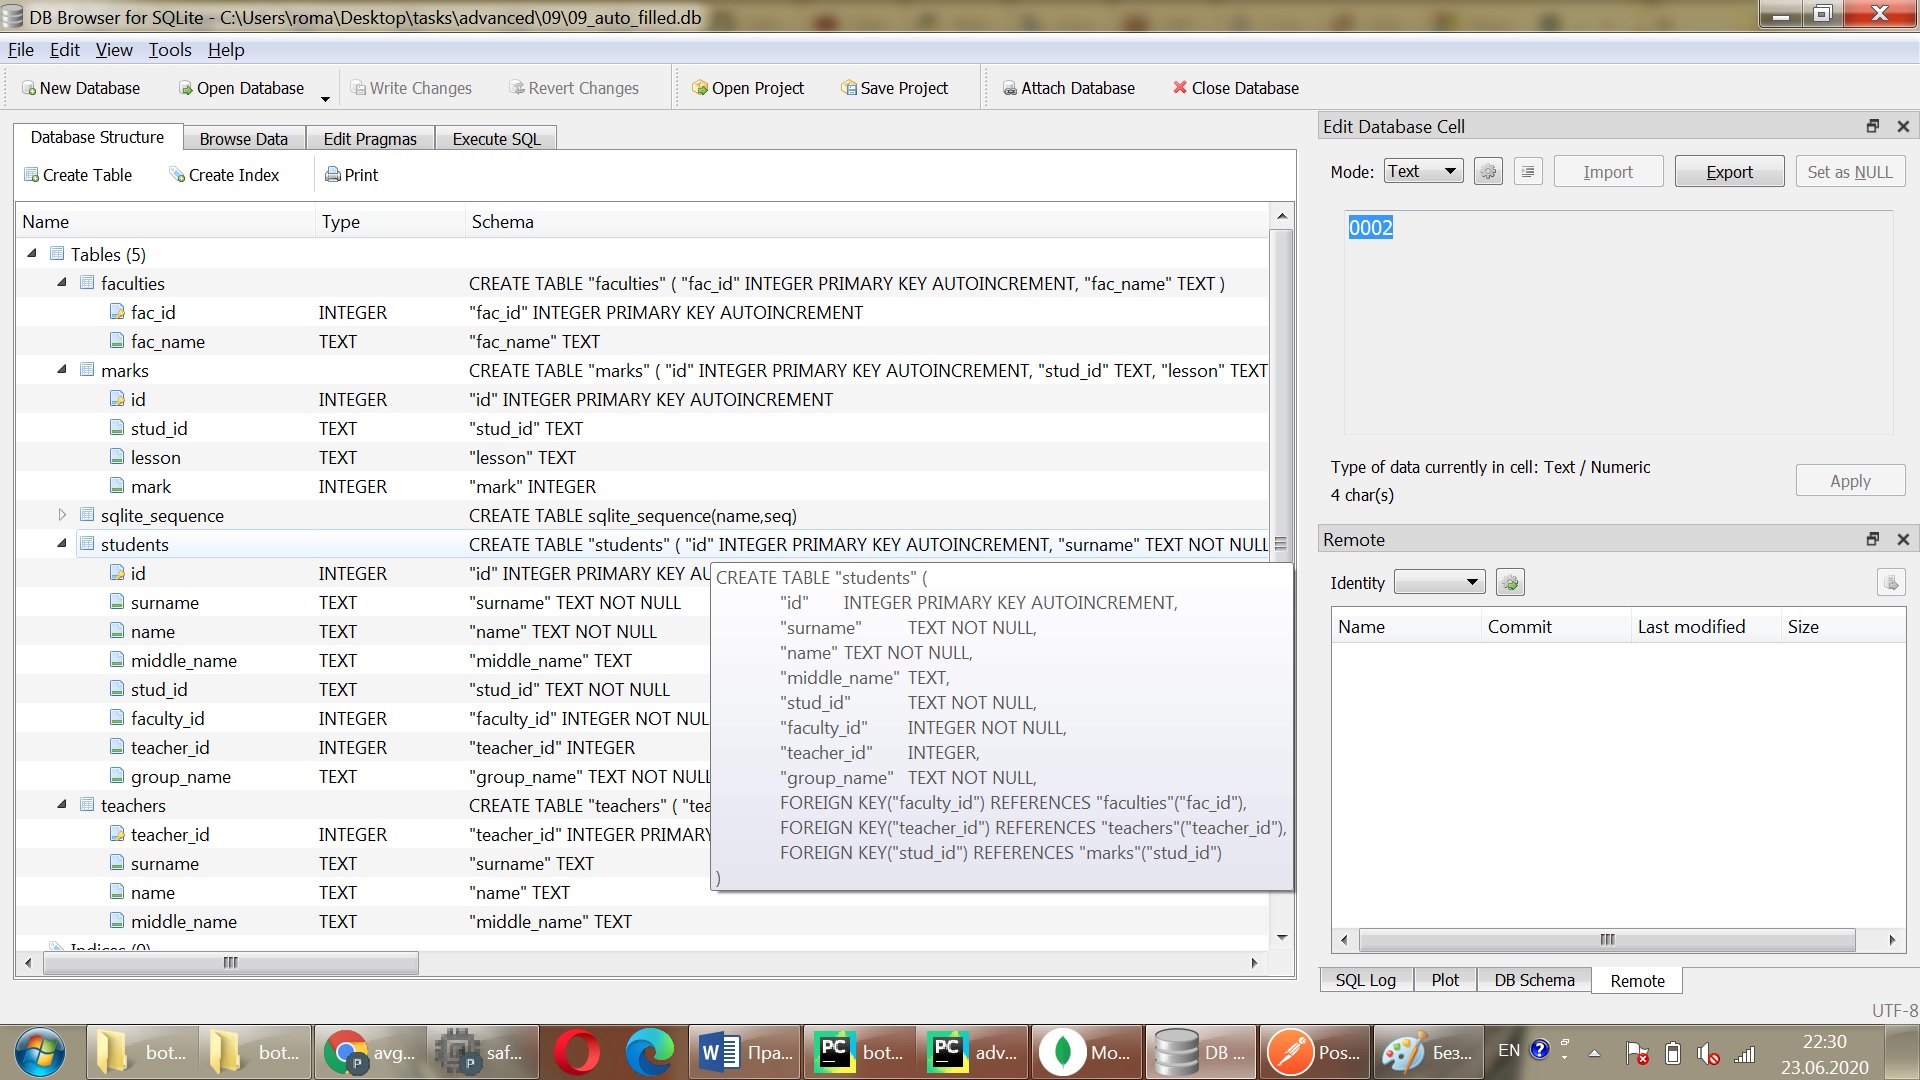 DB Browser for SQLite - C:\Users\roma\Desktop\tasks\advanced\09\09_auto_filled.db
File Edit View Tools Help
New Database Open Database Write Changes Revert Changes Open Project Save Project Attach Database Close Database
Database Structure Browse Data Edit Pragmas Execute SQL
Create Table Create Index Print
Name Type Schema
Tables (5)
faculties CREATE TABLE "faculties" ( "fac_id" INTEGER PRIMARY KEY AUTOINCREMENT, "fac_name" TEXT )
fac_id INTEGER "fac_id" INTEGER PRIMARY KEY AUTOINCREMENT
fac_name TEXT "fac_name" TEXT
marks CREATE TABLE "marks" ( "id" INTEGER PRIMARY KEY AUTOINCREMENT, "stud_id" TEXT, "lesson" TEXT
id INTEGER "id" INTEGER PRIMARY KEY AUTOINCREMENT
stud_id TEXT "stud_id" TEXT
lesson TEXT "lesson" TEXT
mark INTEGER "mark" INTEGER
sqlite_sequence CREATE TABLE sqlite_sequence(name,seq)
students CREATE TABLE "students" ( "id" INTEGER PRIMARY KEY AUTOINCREMENT, "surname" TEXT NOT NULL
id INTEGER "id" INTEGER PRIMARY KEY AU
surname TEXT "surname" TEXT NOT NULL
name TEXT "name" TEXT NOT NULL
middle_name TEXT "middle_name" TEXT
stud_id TEXT "stud_id" TEXT NOT NULL
faculty_id INTEGER "faculty_id" INTEGER NOT NUL
teacher_id INTEGER "teacher_id" INTEGER
group_name TEXT "group_name" TEXT NOT NULL
teachers CREATE TABLE "teachers" ( "tea
teacher_id INTEGER "teacher_id" INTEGER PRIMARY
surname TEXT "surname" TEXT
name TEXT "name" TEXT
middle_name TEXT "middle_name" TEXT
Indices (0)
CREATE TABLE "students" (
"id" INTEGER PRIMARY KEY AUTOINCREMENT,
"surname" TEXT NOT NULL,
"name" TEXT NOT NULL,
"middle_name" TEXT,
"stud_id" TEXT NOT NULL,
"faculty_id" INTEGER NOT NULL,
"teacher_id" INTEGER,
"group_name" TEXT NOT NULL,
FOREIGN KEY("faculty_id") REFERENCES "faculties"("fac_id"),
FOREIGN KEY("teacher_id") REFERENCES "teachers"("teacher_id"),
FOREIGN KEY("stud_id") REFERENCES "marks"("stud_id")
)
Edit Database Cell
Mode: Text Import Export Set as NULL
0002
Type of data currently in cell: Text / Numeric
4 char(s)
Apply
Remote
Identity
Name Commit Last modified Size
SQL Log Plot DB Schema Remote
UTF-8
bot... bot... avg... saf... Пра... bot... adv... Mo... DB ... Pos... Без... EN 22:30
23.06.2020